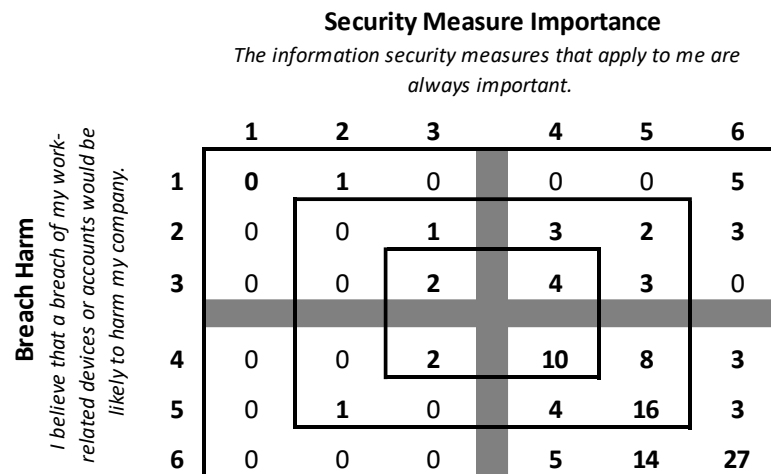 Security Measure Importance
The information security measures that apply to me are
always important.
Breach Harm
I believe that a breach of my work-
related devices or accounts would be
likely to harm my company.
1 2 3 4 5 6
1 0 1 0 0 0 5
2 0 0 1 3 2 3
3 0 0 2 4 3 0
4 0 0 2 10 8 3
5 0 1 0 4 16 3
6 0 0 0 5 14 27